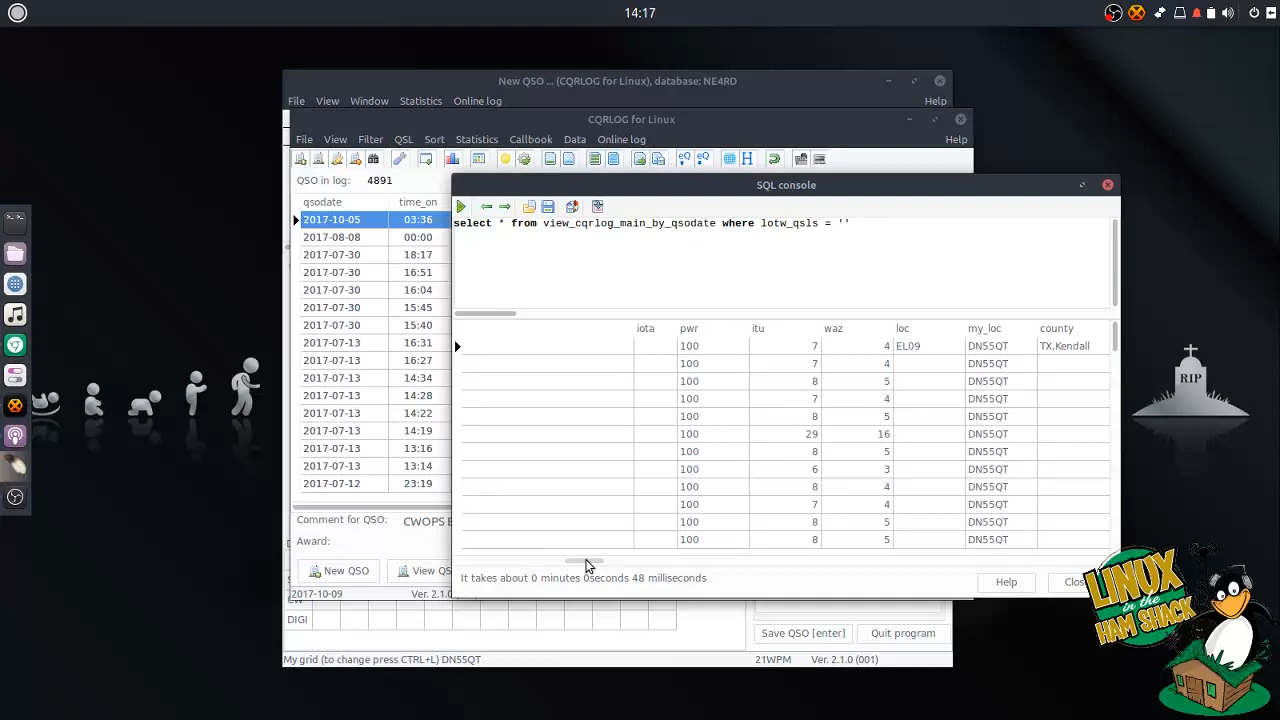 14:17
New QSO ... (CQRLOG for Linux), database: NE4RD
File View Window Statistics Online log Help
CQRLOG for Linux
File View Filter QSL Sort Statistics Callbook Data Online log Help
QSO in log: 4891
qsodate time_on
2017-10-05 03:36
2017-08-08 00:00
2017-07-30 18:17
2017-07-30 16:51
2017-07-30 16:04
2017-07-30 15:45
2017-07-30 15:40
2017-07-13 16:31
2017-07-13 16:27
2017-07-13 14:34
2017-07-13 14:28
2017-07-13 14:22
2017-07-13 14:19
2017-07-13 13:16
2017-07-13 13:14
2017-07-12 23:19
Comment for QSO: CWOPS
Award:
New QSO View QS
2017-10-09 Ver. 2.1.0
SQL console
select * from view_cqrlog_main_by_qsodate where lotw_qsls = ''
iota pwr itu waz loc my_loc county
100 7 4 EL09 DN55QT TX,Kendall
100 7 4 DN55QT
100 8 5 DN55QT
100 7 4 DN55QT
100 8 5 DN55QT
100 29 16 DN55QT
100 8 5 DN55QT
100 6 3 DN55QT
100 8 4 DN55QT
100 7 4 DN55QT
100 8 5 DN55QT
100 8 5 DN55QT
It takes about 0 minutes 0seconds 48 milliseconds
Help Clo
CW
DIGI
Save QSO [enter] Quit program
My grid (to change press CTRL+L) DN55QT 21WPM Ver. 2.1.0 (001)
RIP
LINUX
in the
HAM SHACK